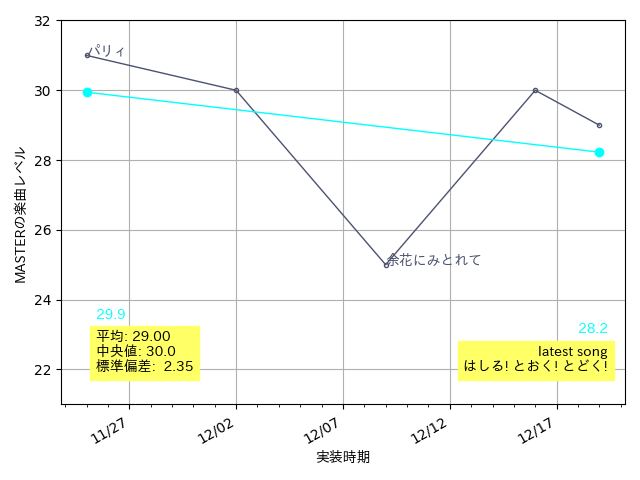 32
30
28
26
24
22
MASTERの楽曲レベル
パリィ
余花にみとれて
29.9
平均: 29.00
中央値: 30.0
標準偏差: 2.35
28.2
latest song
はしる! とおく! とどく!
11/27
12/02
12/07
12/12
12/17
実装時期